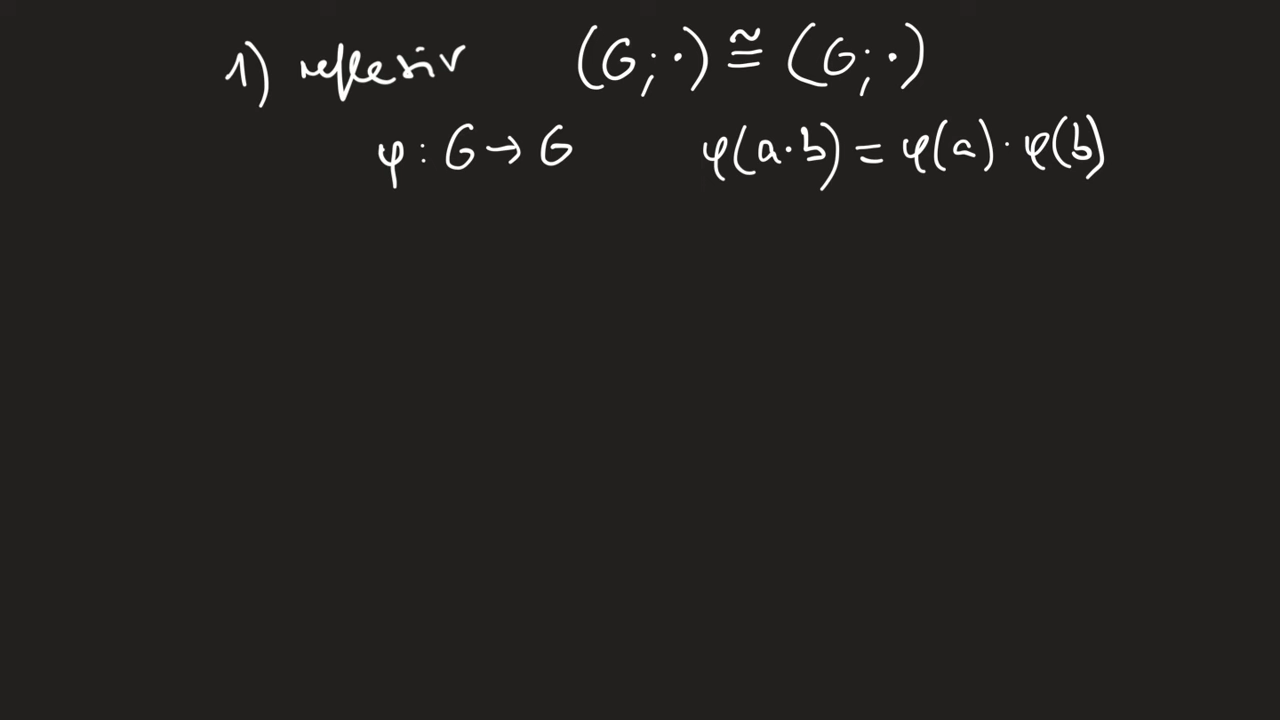 1) reflexiv (G; ·) ≅ (G; ·)
φ : G → G φ(a · b) = φ(a) · φ(b)